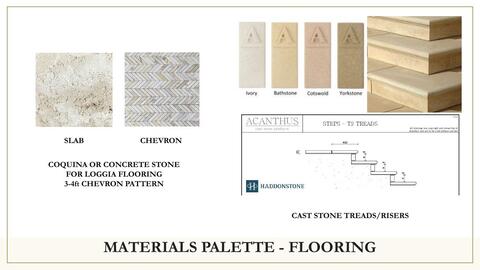 SLAB
CHEVRON
COQUINA OR CONCRETE STONE
FOR LOGGIA FLOORING
3-4ft CHEVRON PATTERN
Ivory
Bathstone
Cotswold
Yorkstone
ACANTHUS
STEPS - T9 TREADS
HADDONSTONE
CAST STONE TREADS/RISERS
MATERIALS PALETTE - FLOORING